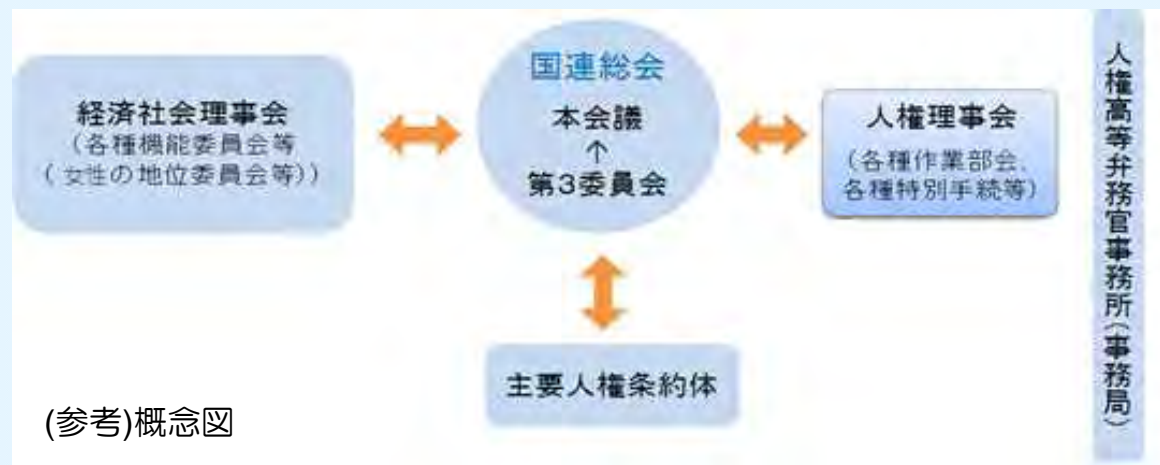 国連総会
本会議
↑
第3委員会
経済社会理事会
(各種機能委員会等
(女性の地位委員会等))
人権理事会
(各種作業部会、
各種特別手続等)
主要人権条約体
人権高等弁務官事務所(事務局)
(参考)概念図